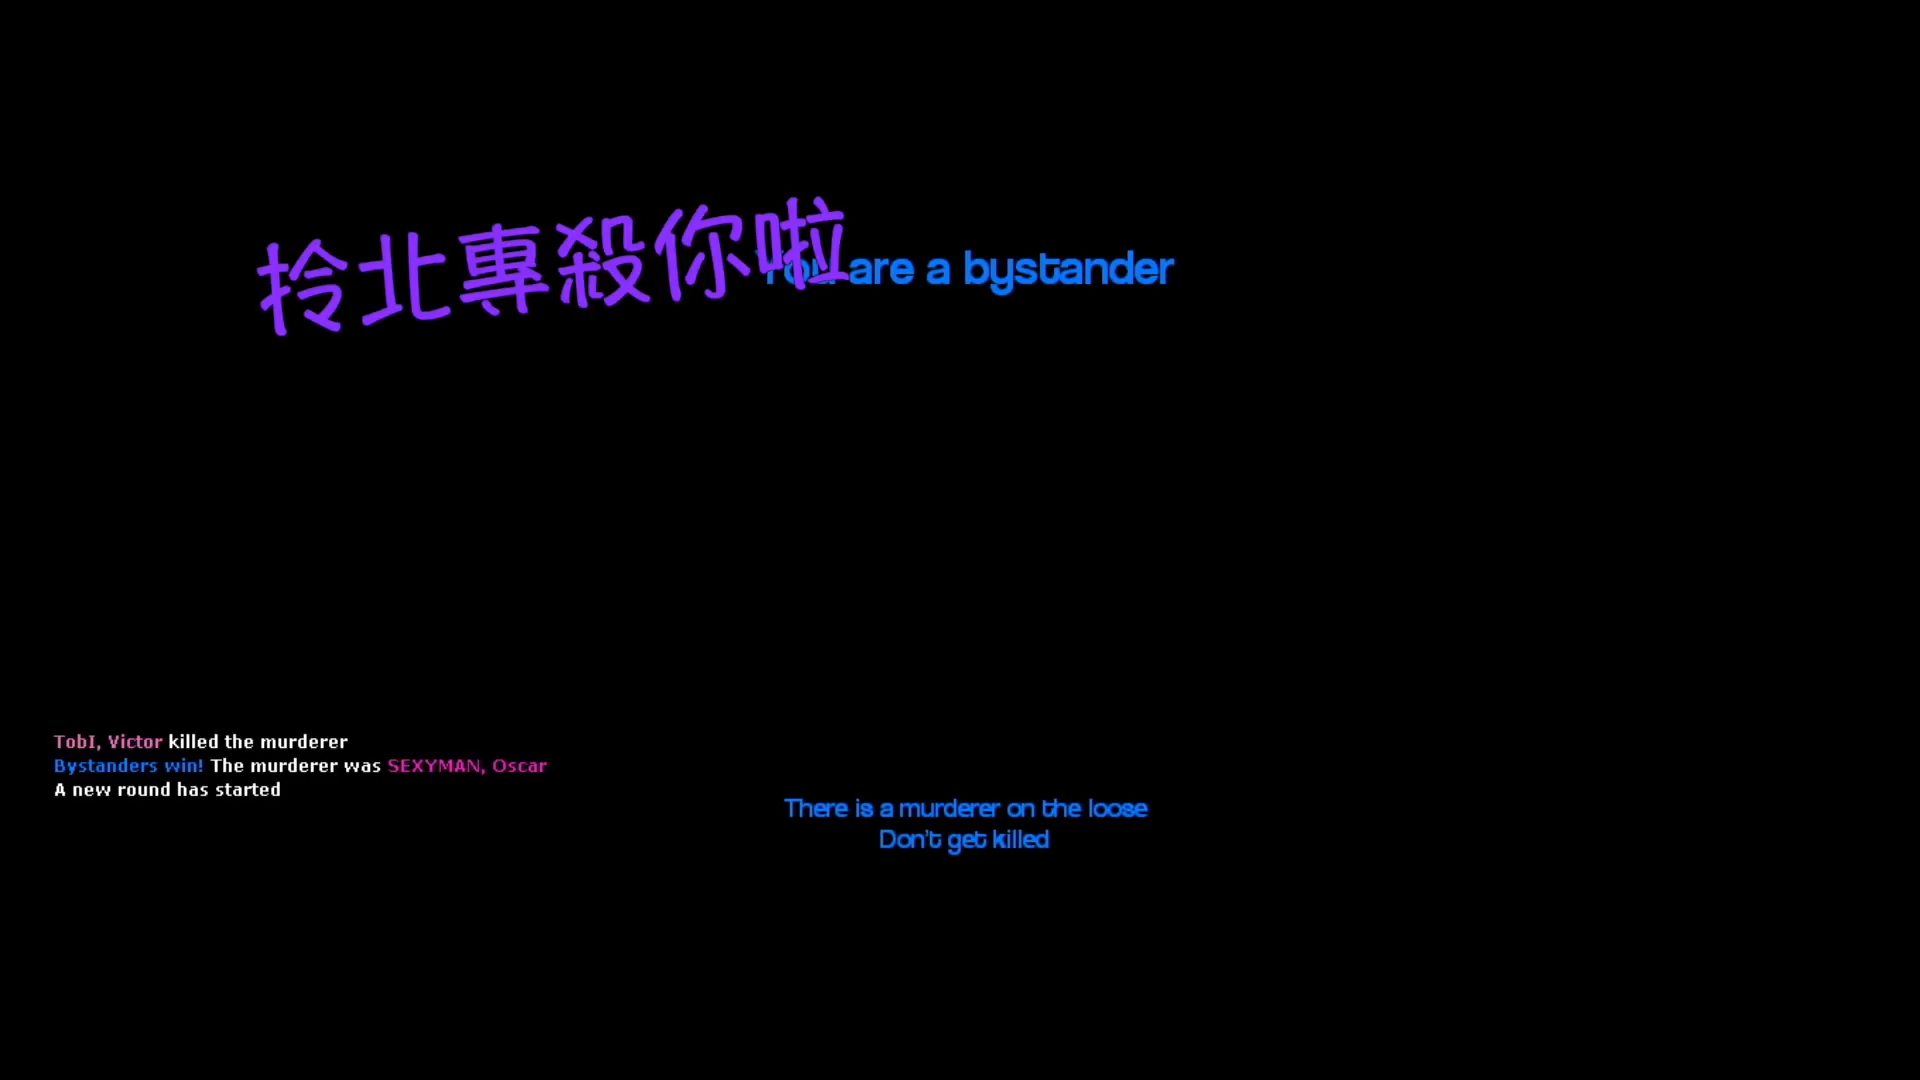 拎北專殺你啦
You are a bystander
TobI, Victor killed the murderer
Bystanders win! The murderer was SEXYMAN, Oscar
A new round has started
There is a murderer on the loose
Don't get killed